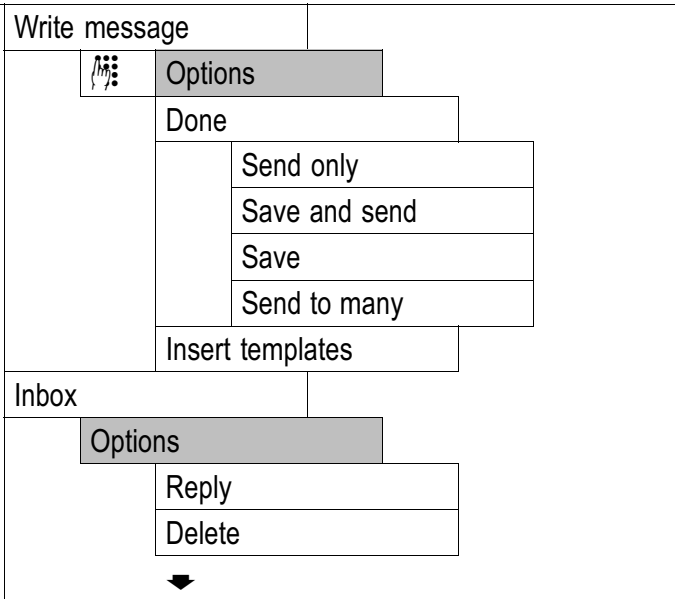 Write message
Options
Done
Send only
Save and send
Save
Send to many
Insert templates
Inbox
Options
Reply
Delete